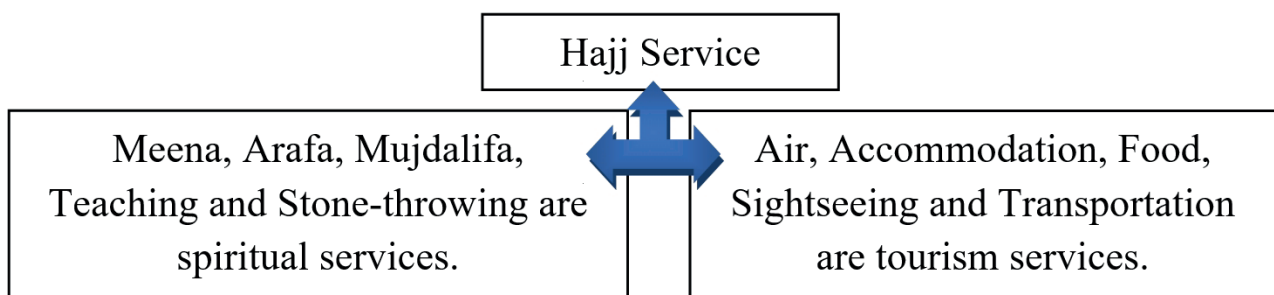 Hajj Service
Meena, Arafa, Mujdalifa,
Teaching and Stone-throwing are
spiritual services.
Air, Accommodation, Food,
Sightseeing and Transportation
are tourism services.